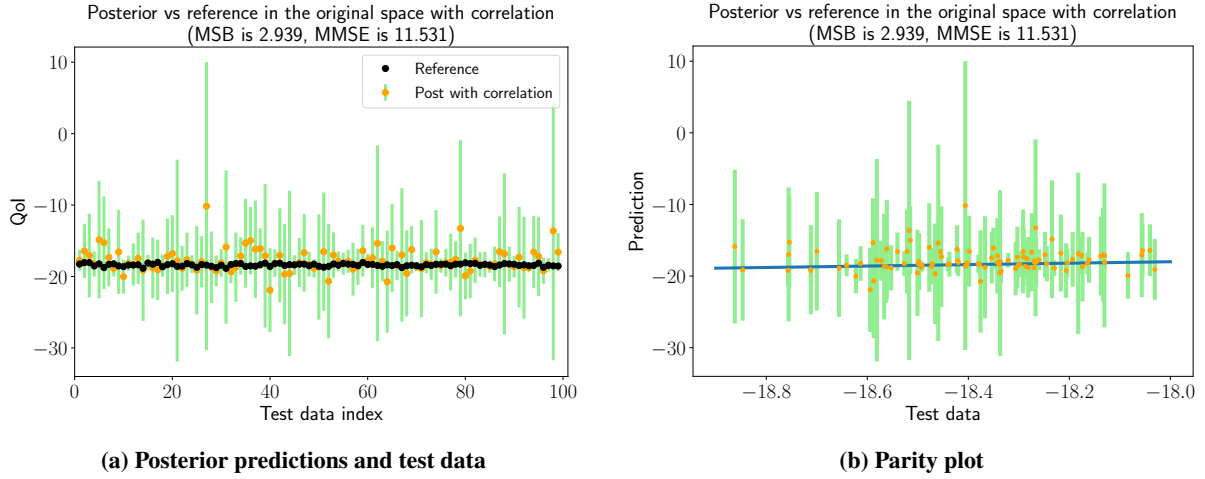 Posterior vs reference in the original space with correlation
(MSB is 2.939, MMSE is 11.531)
10
0
−10
−20
−30
QoI
Reference
Post with correlation
0
20
40
60
80
100
Test data index
(a) Posterior predictions and test data
Posterior vs reference in the original space with correlation
(MSB is 2.939, MMSE is 11.531)
10
0
−10
−20
−30
Prediction
−18.8
−18.6
−18.4
−18.2
−18.0
Test data
(b) Parity plot